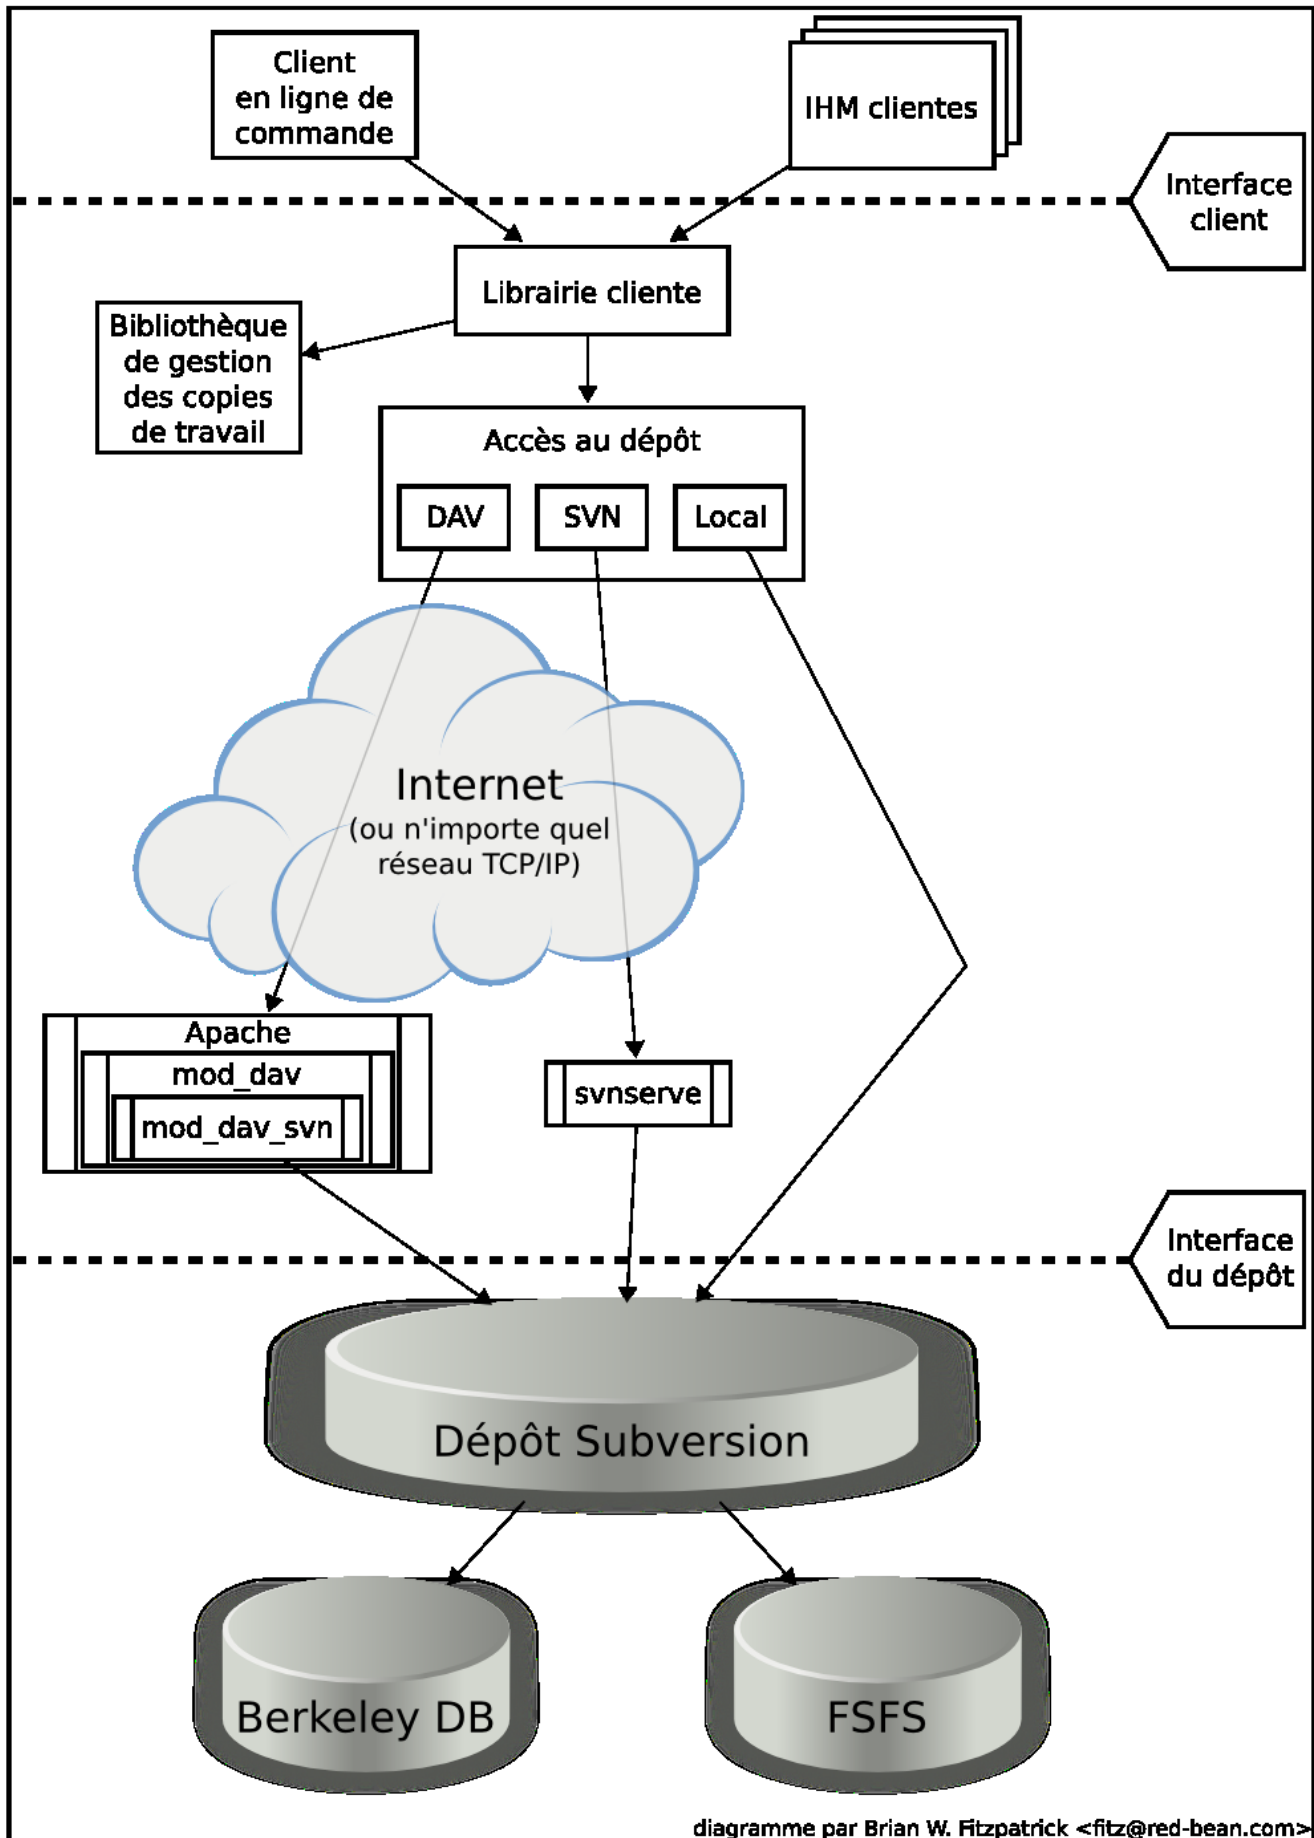 Client
en ligne de
commande
IHM clientes
Interface
client
Librairie cliente
Bibliothèque
de gestion
des copies
de travail
Accès au dépôt
DAV
SVN
Local
Internet
(ou n'importe quel
réseau TCP/IP)
Apache
mod_dav
mod_dav_svn
svnserve
Interface
du dépôt
Dépôt Subversion
Berkeley DB
FSFS
diagramme par Brian W. Fitzpatrick <fitz@red-bean.com>